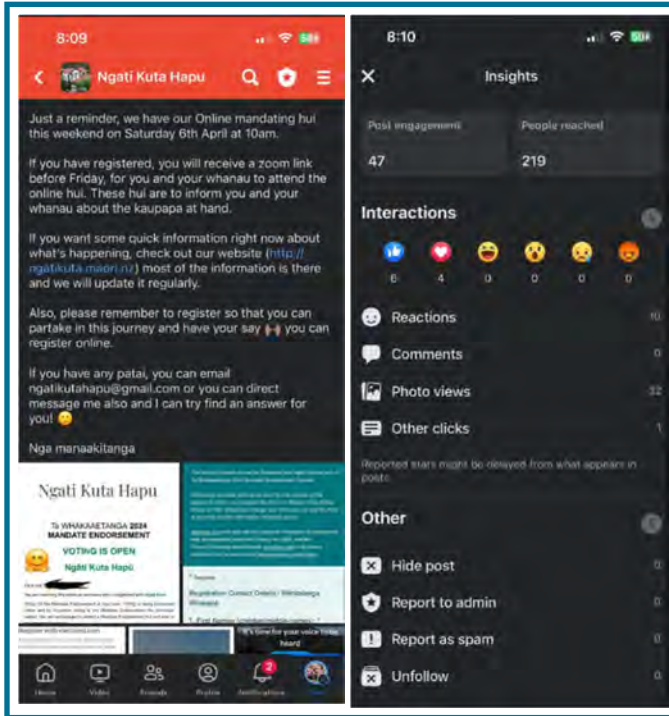 8:09
50
Ngati Kuta Hapu
Just a reminder, we have our Online mandating hui
this weekend on Saturday 6th April at 10am.
If you have registered, you will receive a zoom link
before Friday, for you and your whanau to attend the
online hui. These hui are to inform you and your
whanau about the kaupapa at hand.
If you want some quick information right now about
what's happening, check out our website (http://
ngatikuta.maori.nz) most of the information is there
and we will update it regularly.
Also, please remember to register so that you can
partake in this journey and have your say 🙌 you can
register online.
If you have any patai, you can email
ngatikutahapu@gmail.com or you can direct
message me also and I can try find an answer for
you! 🙂
Nga manaakitanga
Ngati Kuta Hapu
To WHAKAAETANGA 2024
MANDATE ENDORSEMENT
VOTING IS OPEN
Ngāti Kuta Hapū
Registration Contact Details -
It's time for your voice to be
heard
Home
Video
Friends
Profile
2
Notifications
8:10
50
Insights
Post engagement
47
People reached
219
Interactions
6
4
0
0
0
0
Reactions
10
Comments
0
Photo views
32
Other clicks
1
Reported stars might be delayed from what appears in
posts.
Other
Hide post
0
Report to admin
0
Report as spam
0
Unfollow
0